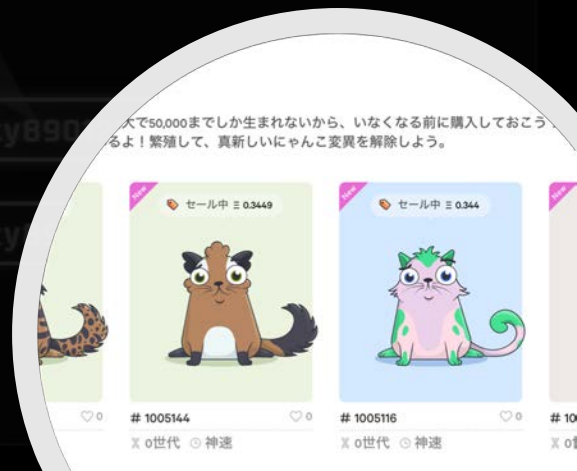 大で50,000までしか生まれないから、いなくなる前に購入しておこう
るよ！繁殖して、真新しいにゃんこ変異を解除しよう。
New New
セール中 Ξ 0.3449 セール中 Ξ 0.344
0 # 1005144 0 # 1005116 0 # 10
0世代 神速 0世代 神速